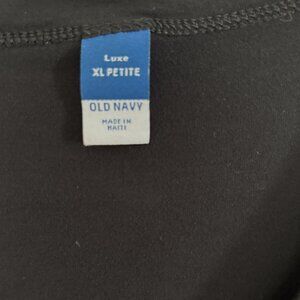 Luxe
XL PETITE
OLD NAVY
MADE IN
HAITI